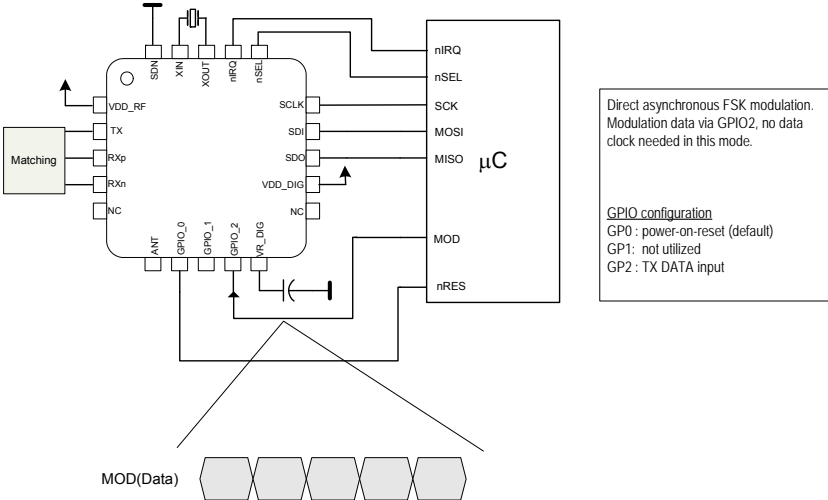 SDN
XIN
XOUT
nIRQ
nSEL
VDD_RF
TX
RXp
RXn
NC
Matching
SCLK
SDI
SDO
VDD_DIG
NC
ANT
GPIO_0
GPIO_1
GPIO_2
VR_DIG
nIRQ
nSEL
SCK
MOSI
MISO
μC
MOD
nRES
Direct asynchronous FSK modulation.
Modulation data via GPIO2, no data
clock needed in this mode.
GPIO configuration
GP0 : power-on-reset (default)
GP1: not utilized
GP2 : TX DATA input
MOD(Data)